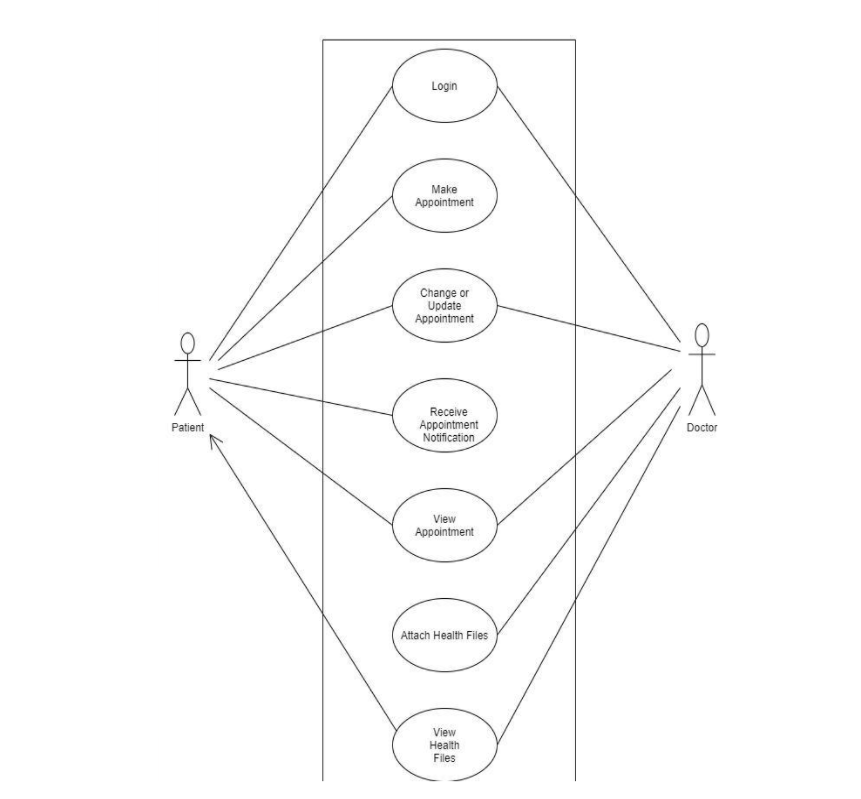 Login
Make
Appointment
Change or
Update
Appointment
Receive
Appointment
Notification
Patient
Doctor
View
Appointment
Attach Health Files
View
Health
Files